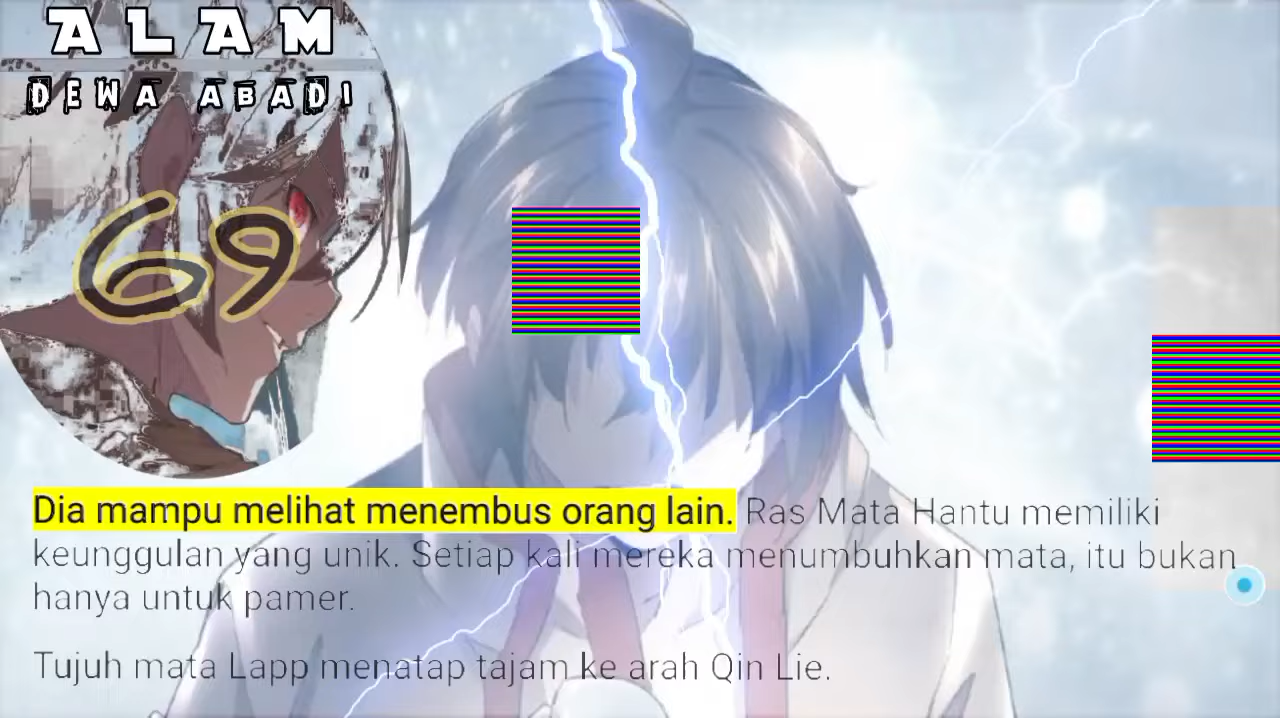 ALAM
DEWA ABADI
69
Dia mampu melihat menembus orang lain. Ras Mata Hantu memiliki
keunggulan yang unik. Setiap kali mereka menumbuhkan mata, itu bukan
hanya untuk pamer.
Tujuh mata Lapp menatap tajam ke arah Qin Lie.